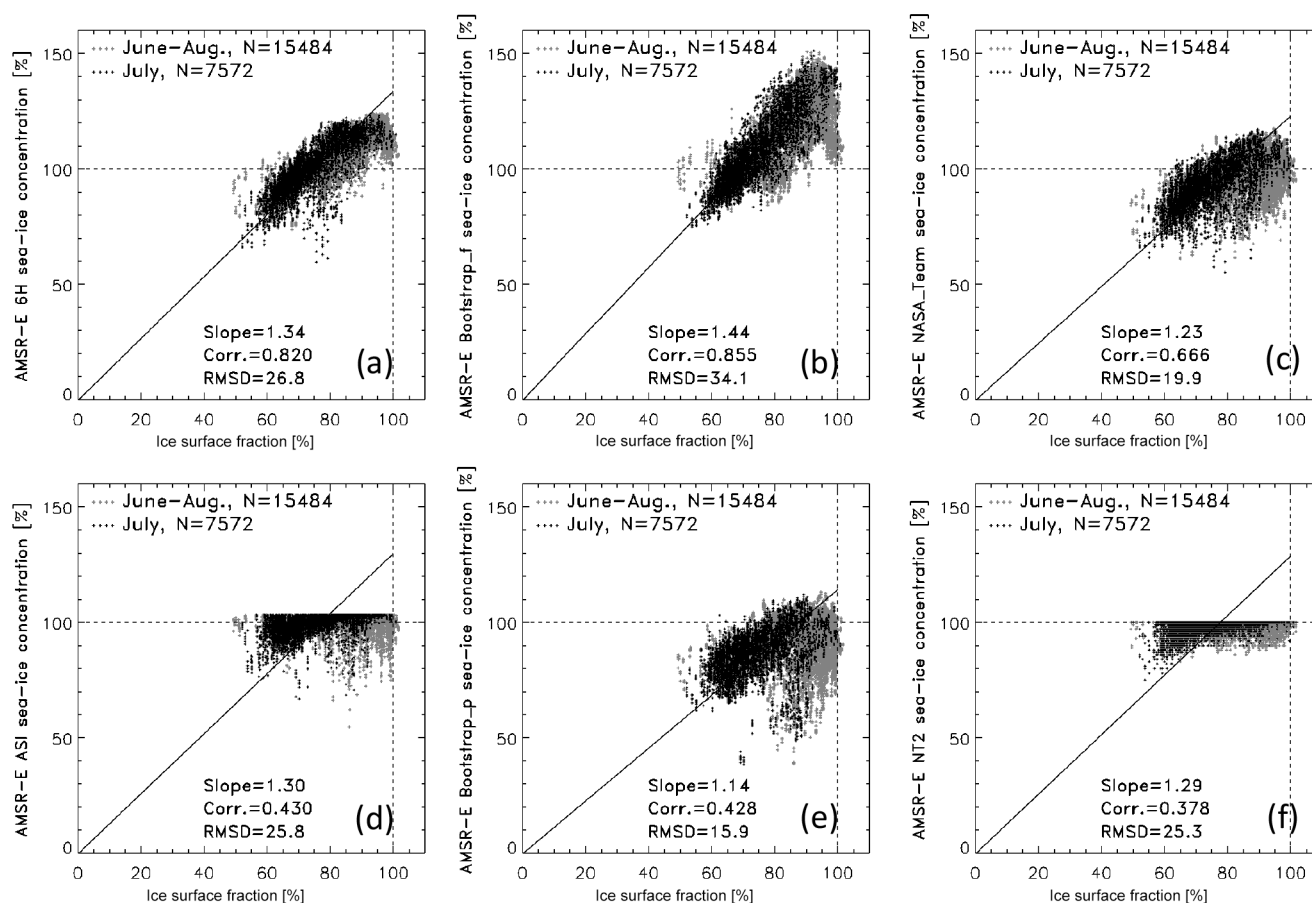 AMSR-E 6H sea-ice concentration [%]
150
100
50
0
+++ June-Aug., N=15484
+++ July, N=7572
Slope=1.34
Corr.=0.820
RMSD=26.8
(a)
0 20 40 60 80 100
Ice surface fraction [%]
AMSR-E Bootstrap_f sea-ice concentration [%]
150
100
50
0
+++ June-Aug., N=15484
+++ July, N=7572
Slope=1.44
Corr.=0.855
RMSD=34.1
(b)
0 20 40 60 80 100
Ice surface fraction [%]
AMSR-E NASA_Team sea-ice concentration [%]
150
100
50
0
+++ June-Aug., N=15484
+++ July, N=7572
Slope=1.23
Corr.=0.666
RMSD=19.9
(c)
0 20 40 60 80 100
Ice surface fraction [%]
AMSR-E ASI sea-ice concentration [%]
150
100
50
0
+++ June-Aug., N=15484
+++ July, N=7572
Slope=1.30
Corr.=0.430
RMSD=25.8
(d)
0 20 40 60 80 100
Ice surface fraction [%]
AMSR-E Bootstrap_p sea-ice concentration [%]
150
100
50
0
+++ June-Aug., N=15484
+++ July, N=7572
Slope=1.14
Corr.=0.428
RMSD=15.9
(e)
0 20 40 60 80 100
Ice surface fraction [%]
AMSR-E NT2 sea-ice concentration [%]
150
100
50
0
+++ June-Aug., N=15484
+++ July, N=7572
Slope=1.29
Corr.=0.378
RMSD=25.3
(f)
0 20 40 60 80 100
Ice surface fraction [%]